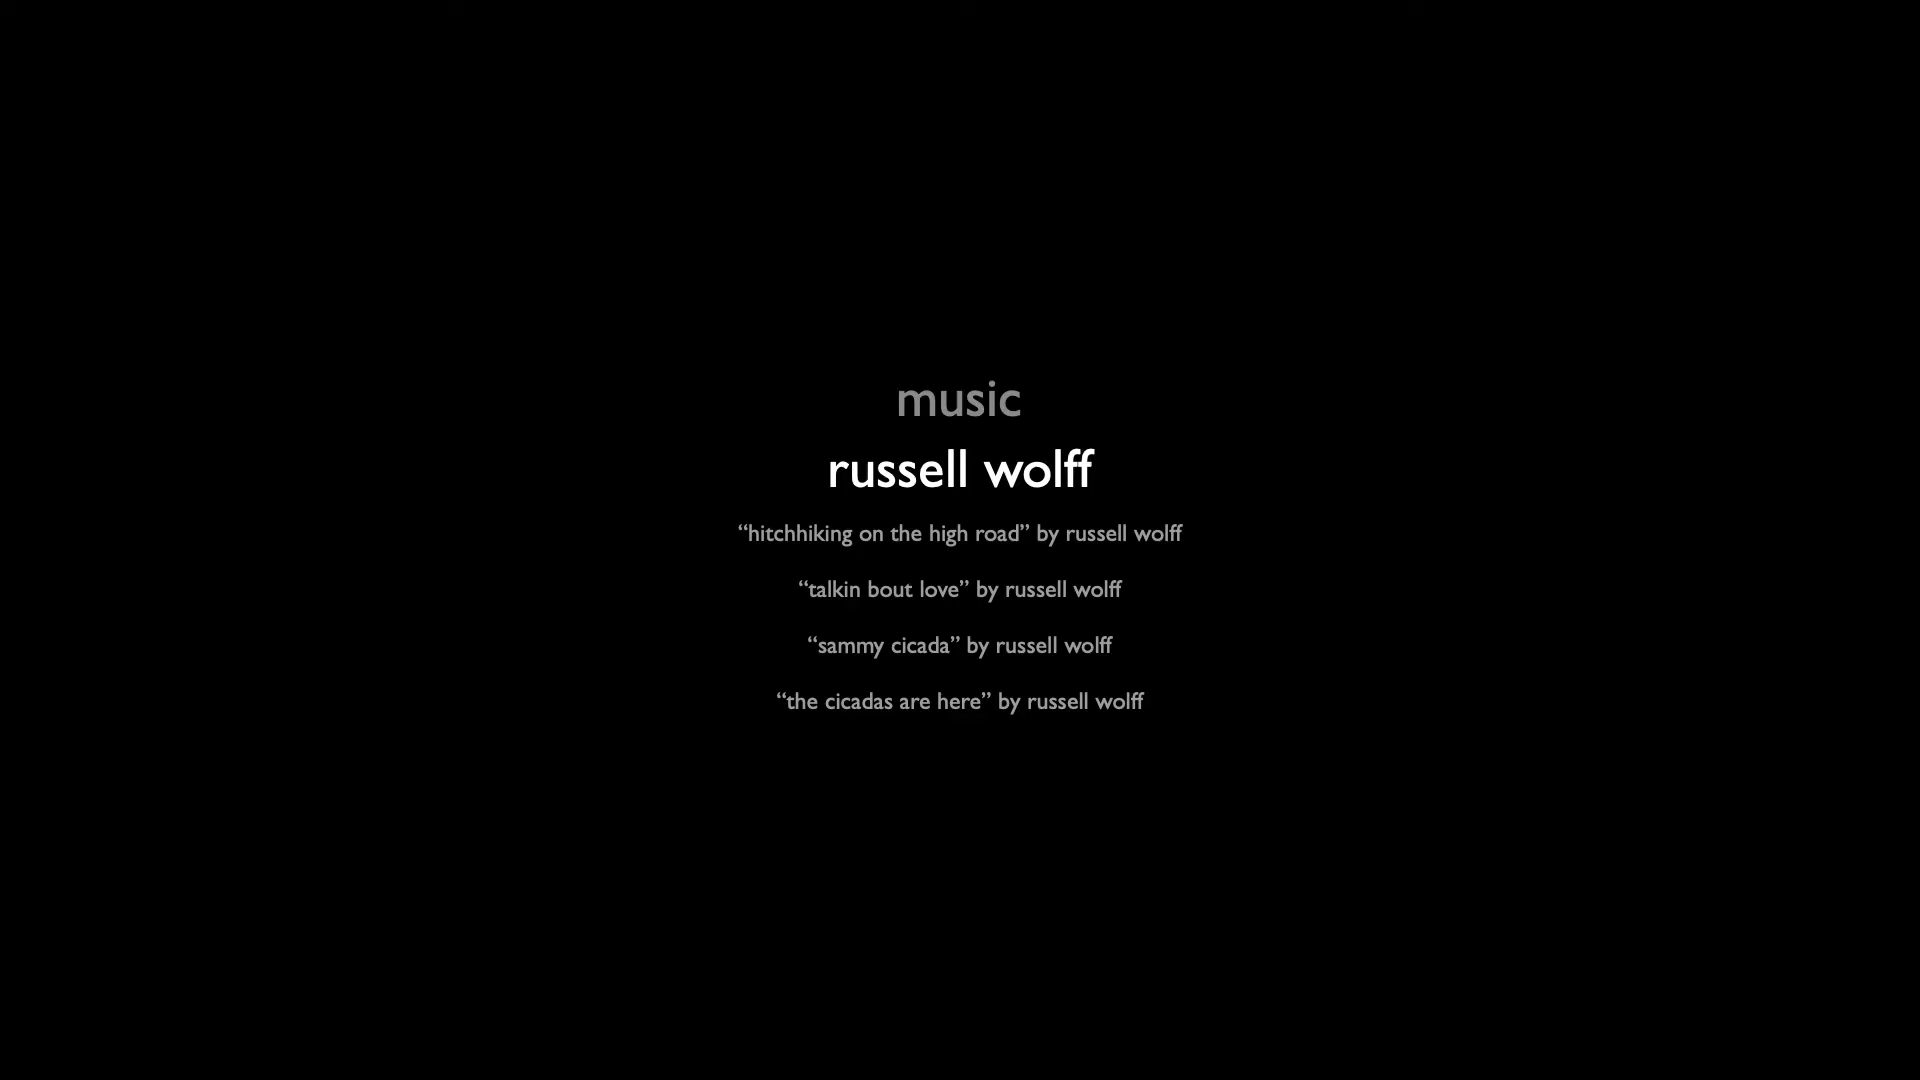 music
russell wolff
“hitchhiking on the high road” by russell wolff
“talkin bout love” by russell wolff
“sammy cicada” by russell wolff
“the cicadas are here” by russell wolff